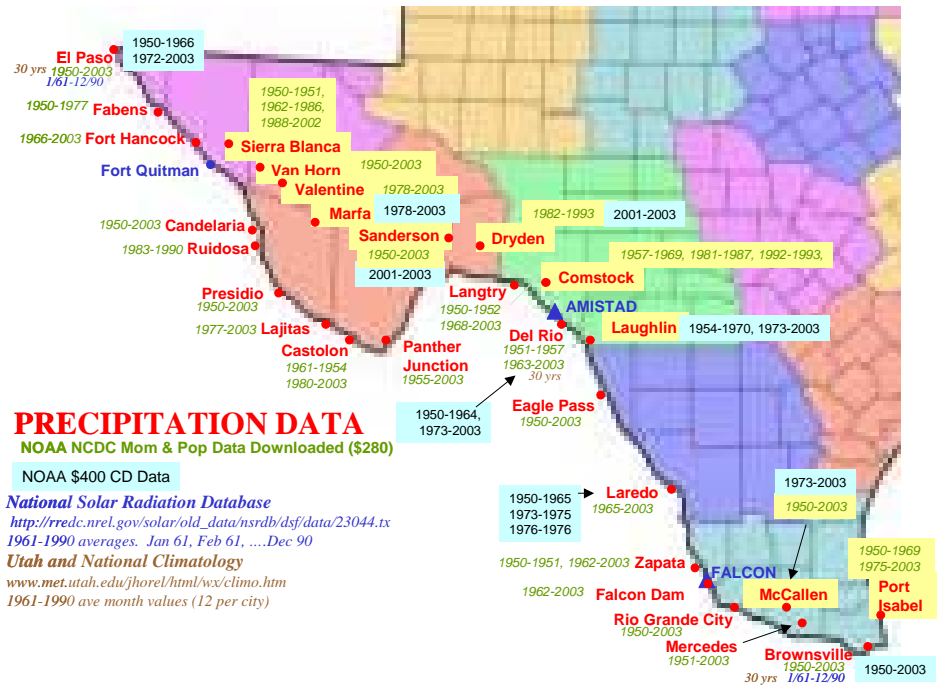 1950-1966
1972-2003
El Paso
30 yrs 1950-2003
1/61-12/90
1950-1977 Fabens
1950-1951,
1962-1986,
1988-2002
1966-2003 Fort Hancock
Sierra Blanca
Fort Quitman
Van Horn 1950-2003
Valentine 1978-2003
Marfa 1978-2003
1950-2003 Candelaria
1983-1990 Ruidosa
Sanderson
1950-2003
2001-2003
1982-1993 2001-2003
Dryden
1957-1969, 1981-1987, 1992-1993,
Comstock
Langtry
1950-1952
1968-2003
Presidio
1950-2003
AMISTAD
1977-2003 Lajitas
Castolon
1961-1954
1980-2003
Panther
Junction
1955-2003
Del Rio
1951-1957
1963-2003
30 yrs
Laughlin 1954-1970, 1973-2003
1950-1964,
1973-2003
Eagle Pass
1950-2003
PRECIPITATION DATA
NOAA NCDC Mom & Pop Data Downloaded ($280)
NOAA $400 CD Data
National Solar Radiation Database
http://rredc.nrel.gov/solar/old_data/nsrdb/dsf/data/23044.tx
1961-1990 averages. Jan 61, Feb 61, ....Dec 90
Utah and National Climatology
www.met.utah.edu/jhorel/html/wx/climo.htm
1961-1990 ave month values (12 per city)
1950-1965
1973-1975
1976-1976
Laredo
1965-2003
1973-2003
1950-2003
1950-1951, 1962-2003 Zapata
FALCON
1962-2003 Falcon Dam
McCallen
1950-1969
1975-2003
Port
Isabel
Rio Grande City
1950-2003
Mercedes
1951-2003
Brownsville
1950-2003
30 yrs 1/61-12/90
1950-2003